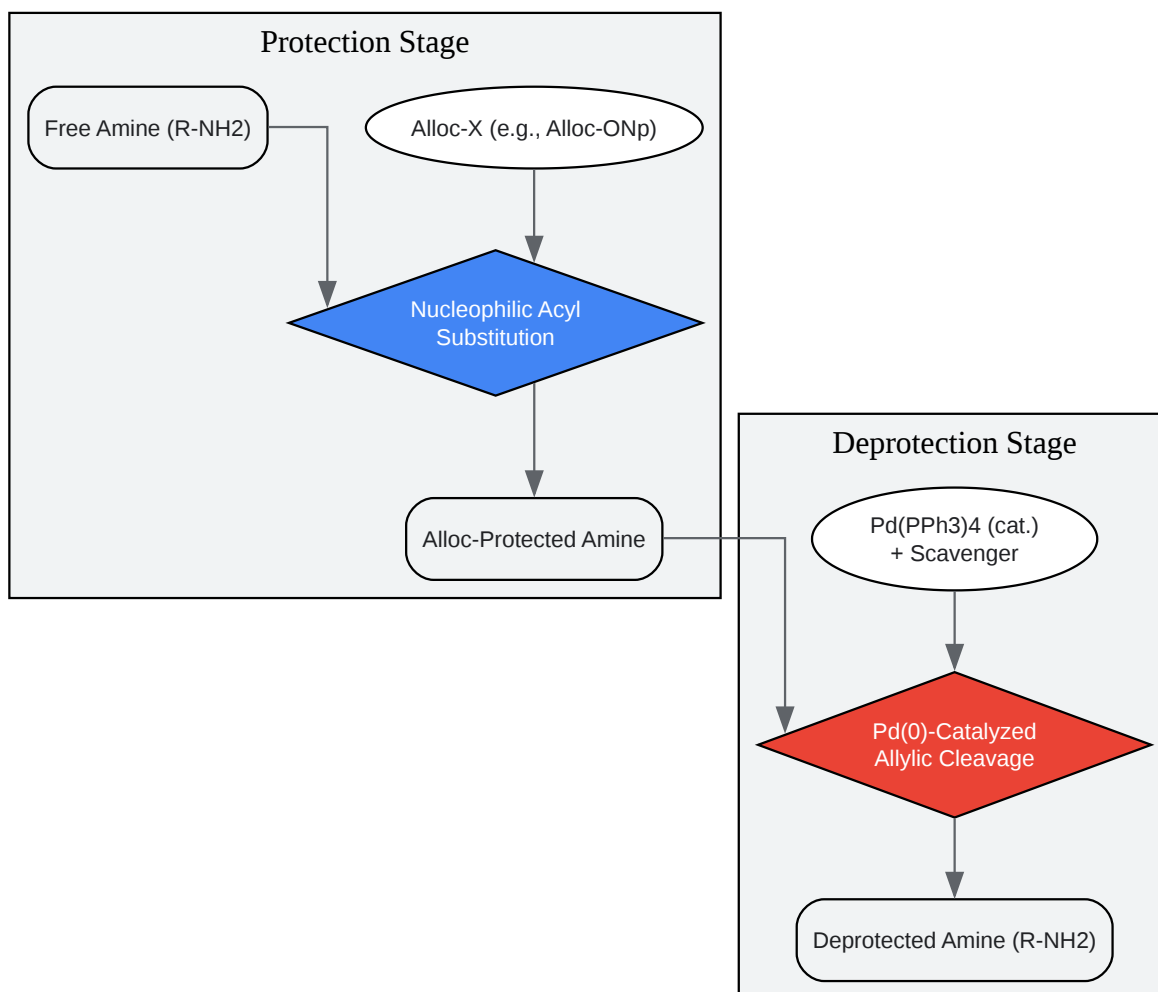 Protection Stage
Free Amine (R-NH2)
Alloc-X (e.g., Alloc-ONp)
Nucleophilic Acyl
Substitution
Alloc-Protected Amine
Deprotection Stage
Pd(PPh3)4 (cat.)
+ Scavenger
Pd(0)-Catalyzed
Allylic Cleavage
Deprotected Amine (R-NH2)